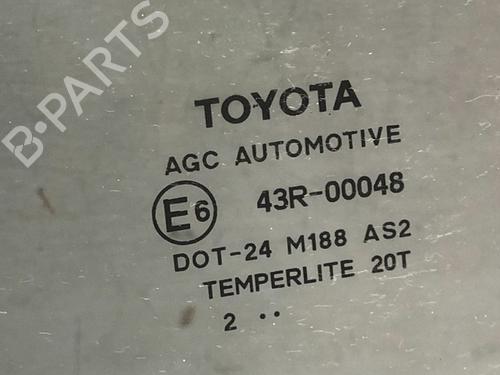 B-PARTS
TOYOTA
AGC AUTOMOTIVE
E6 43R-00048
DOT-24 M188 AS2
TEMPERLITE 20T
2 ••